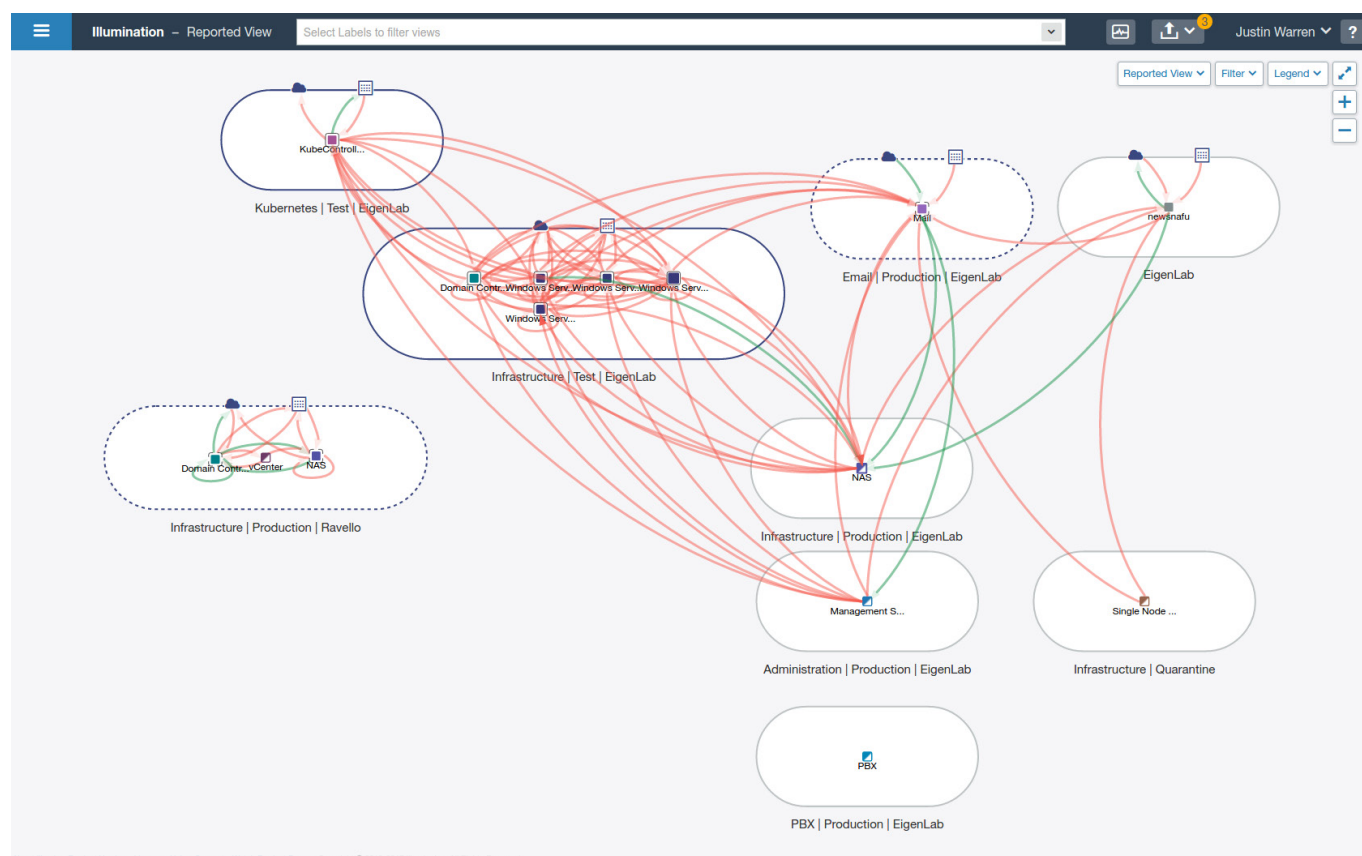 Illumination – Reported View
Select Labels to filter views
3
Justin Warren
?
Reported View
Filter
Legend
KubeControll...
Kubernetes | Test | EigenLab
Mail
Email | Production | EigenLab
newsnafu
EigenLab
Domain Contr...
Windows Serv...
Windows Serv...
Windows Serv...
Windows Serv...
Infrastructure | Test | EigenLab
Domain Contr...
vCenter
NAS
Infrastructure | Production | Ravello
NAS
Infrastructure | Production | EigenLab
Management S...
Administration | Production | EigenLab
Single Node ...
Infrastructure | Quarantine
PBX
PBX | Production | EigenLab